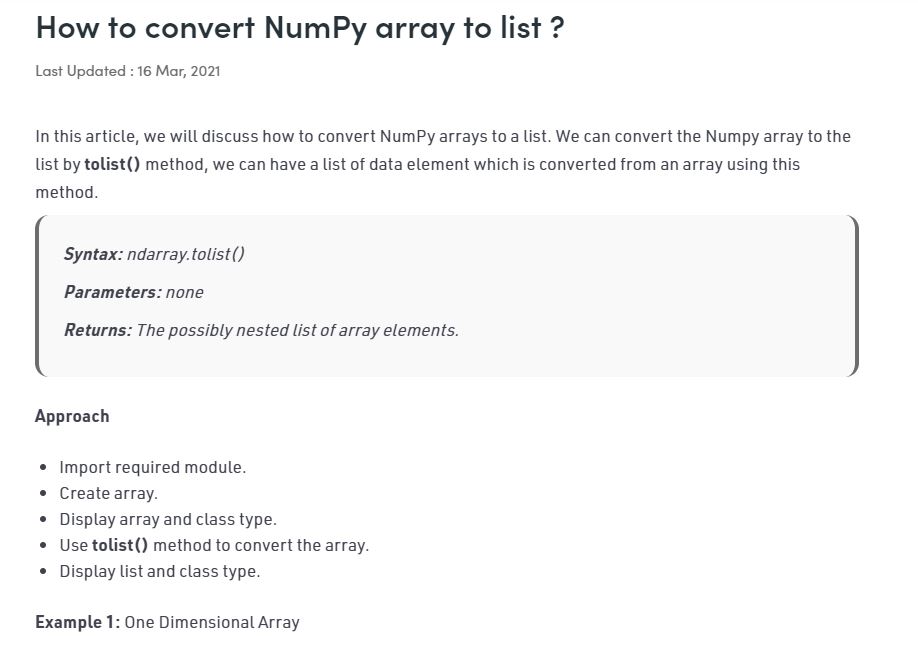 How to convert NumPy array to list ?
Last Updated : 16 Mar, 2021
In this article, we will discuss how to convert NumPy arrays to a list. We can convert the Numpy array to the
list by tolist() method, we can have a list of data element which is converted from an array using this
method.
Syntax: ndarray.tolist()
Parameters: none
Returns: The possibly nested list of array elements.
Approach
• Import required module.
• Create array.
• Display array and class type.
• Use tolist() method to convert the array.
• Display list and class type.
Example 1: One Dimensional Array